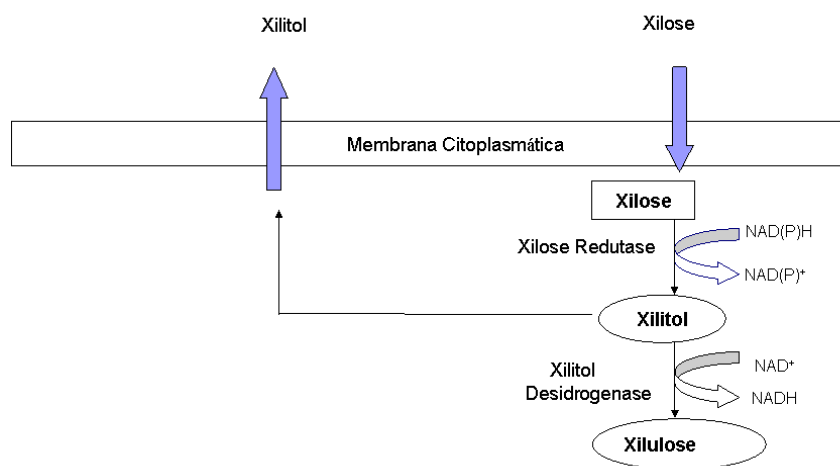 Xilitol
Xilose
Membrana Citoplasmática
Xilose
Xilose Redutase
NAD(P)H
NAD(P)⁺
Xilitol
Xilitol
Desidrogenase
NAD⁺
NADH
Xilulose